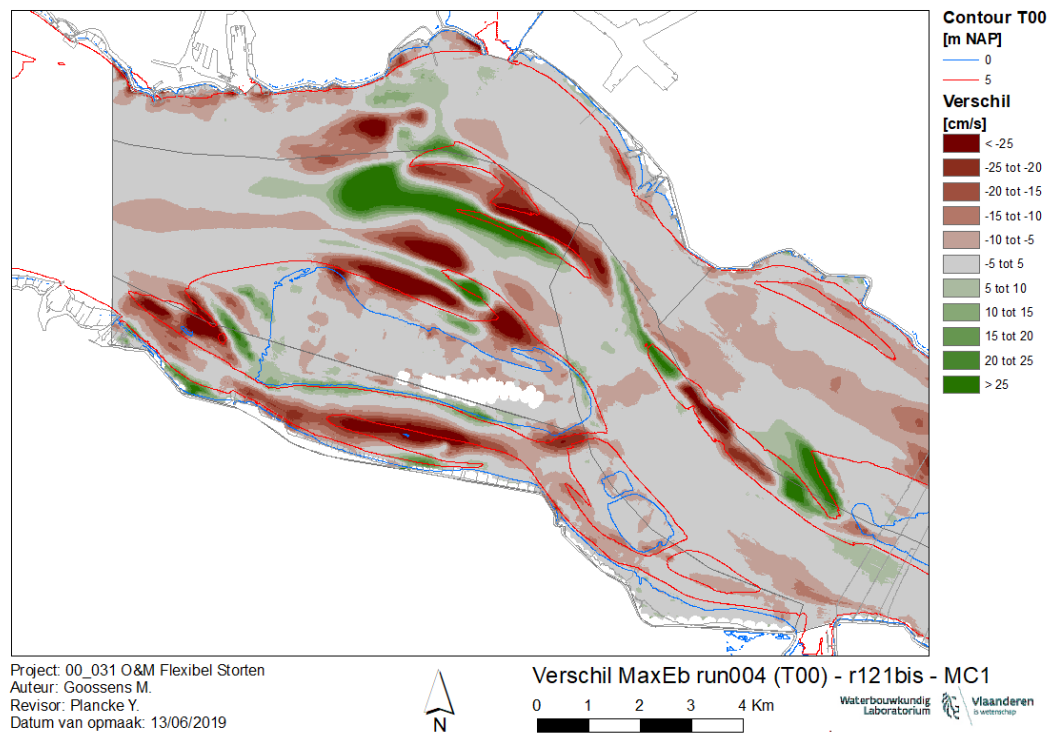 Contour T00
[m NAP]
0
5
Verschil
[cm/s]
< -25
-25 tot -20
-20 tot -15
-15 tot -10
-10 tot -5
-5 tot 5
5 tot 10
10 tot 15
15 tot 20
20 tot 25
> 25
Project: 00_031 O&M Flexibel Storten
Auteur: Goossens M.
Revisor: Plancke Y.
Datum van opmaak: 13/06/2019
N
Verschil MaxEb run004 (T00) - r121bis - MC1
0 1 2 3 4 Km
Waterbouwkundig
Laboratorium
Vlaanderen
is wetenschap